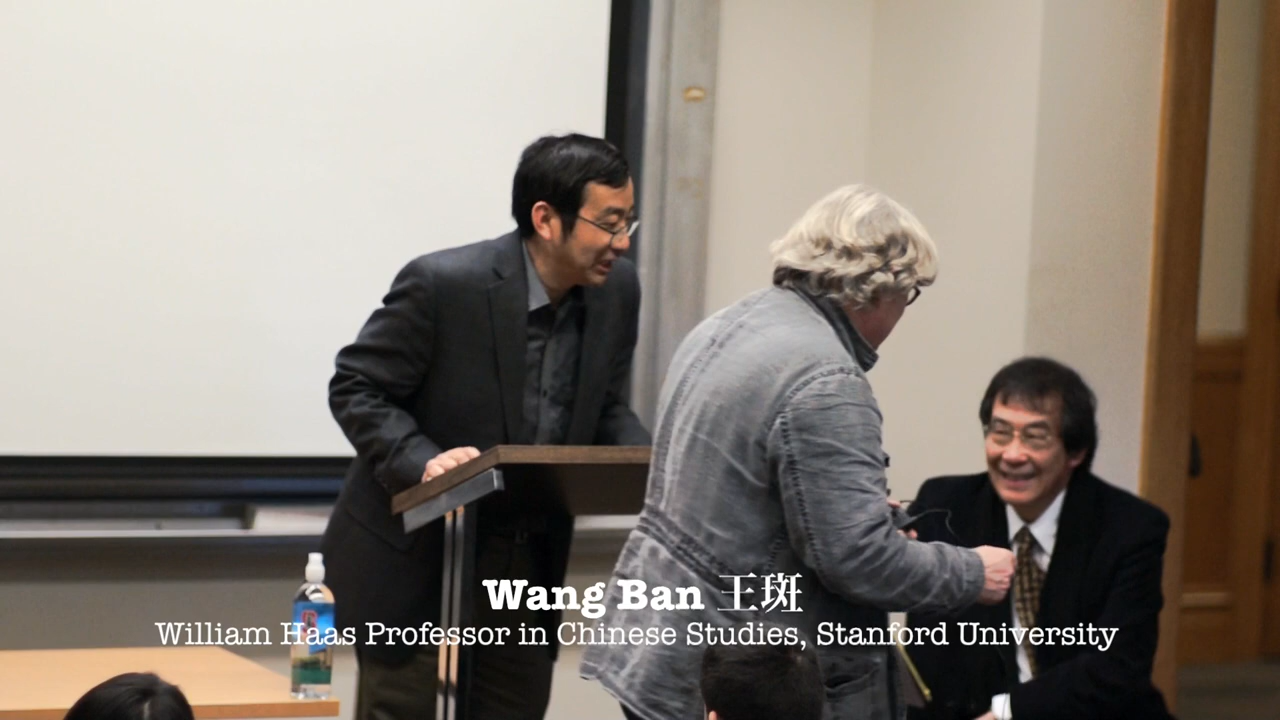 Wang Ban 王斑
William Haas Professor in Chinese Studies, Stanford University